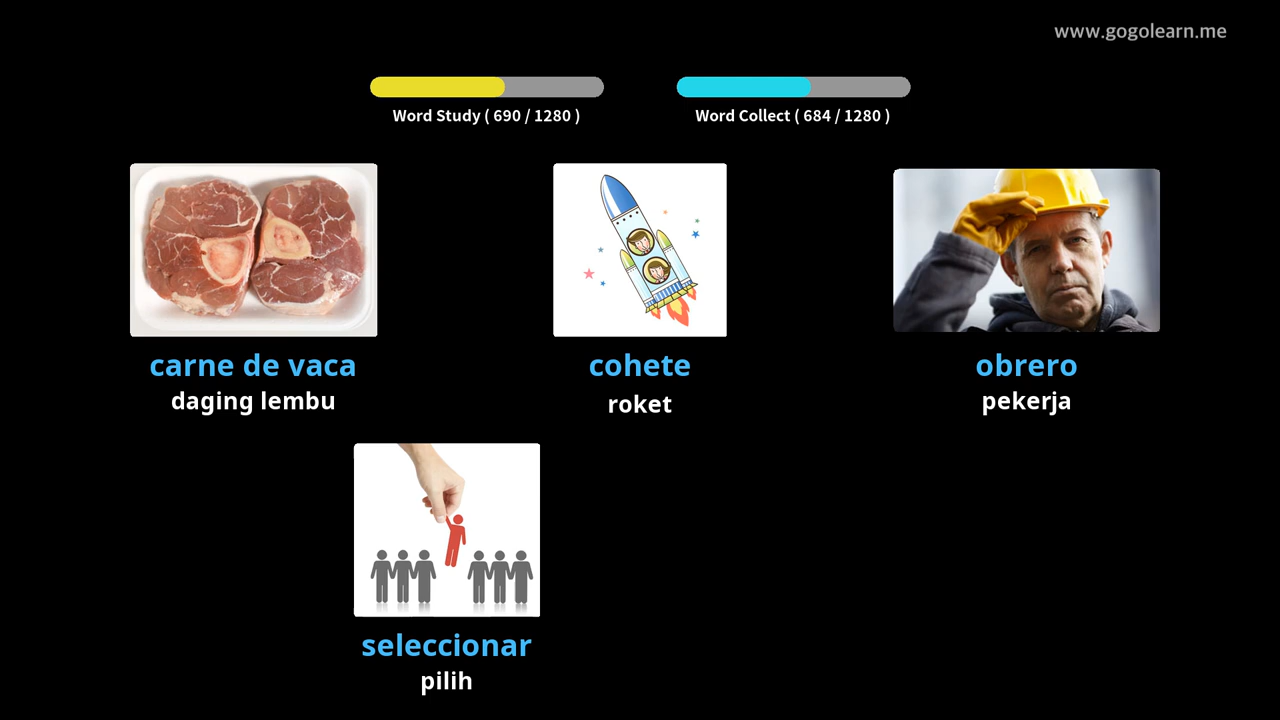 www.gogolearn.me
Word Study ( 690 / 1280 )
Word Collect ( 684 / 1280 )
carne de vaca
daging lembu
cohete
roket
obrero
pekerja
seleccionar
pilih